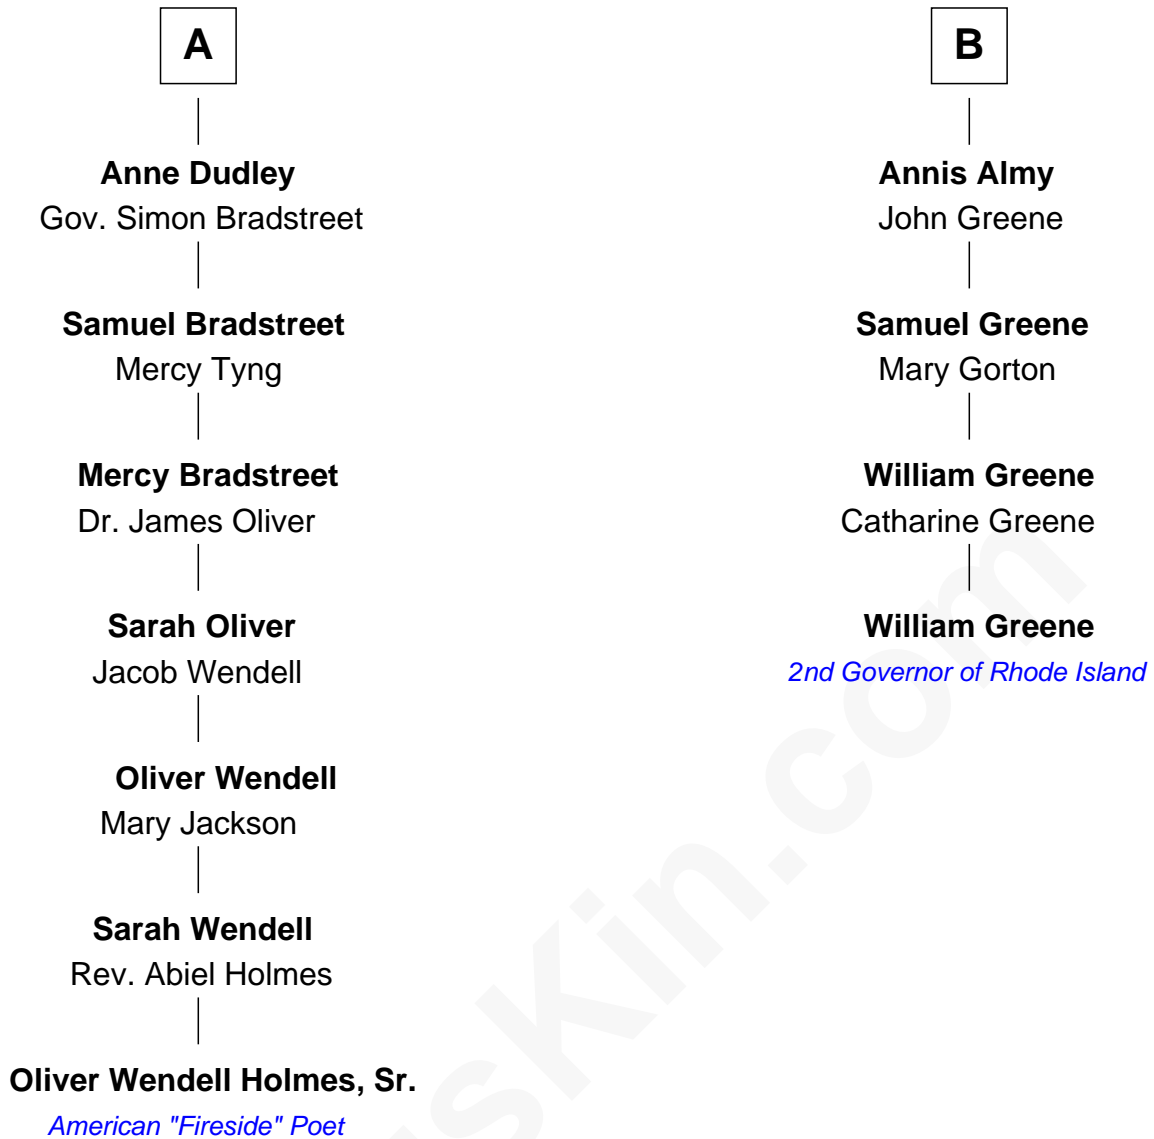 A
Anne Dudley
Gov. Simon Bradstreet
Samuel Bradstreet
Mercy Tyng
Mercy Bradstreet
Dr. James Oliver
Sarah Oliver
Jacob Wendell
Oliver Wendell
Mary Jackson
Sarah Wendell
Rev. Abiel Holmes
Oliver Wendell Holmes, Sr.
American "Fireside" Poet
B
Annis Almy
John Greene
Samuel Greene
Mary Gorton
William Greene
Catharine Greene
William Greene
2nd Governor of Rhode Island
sKin.com